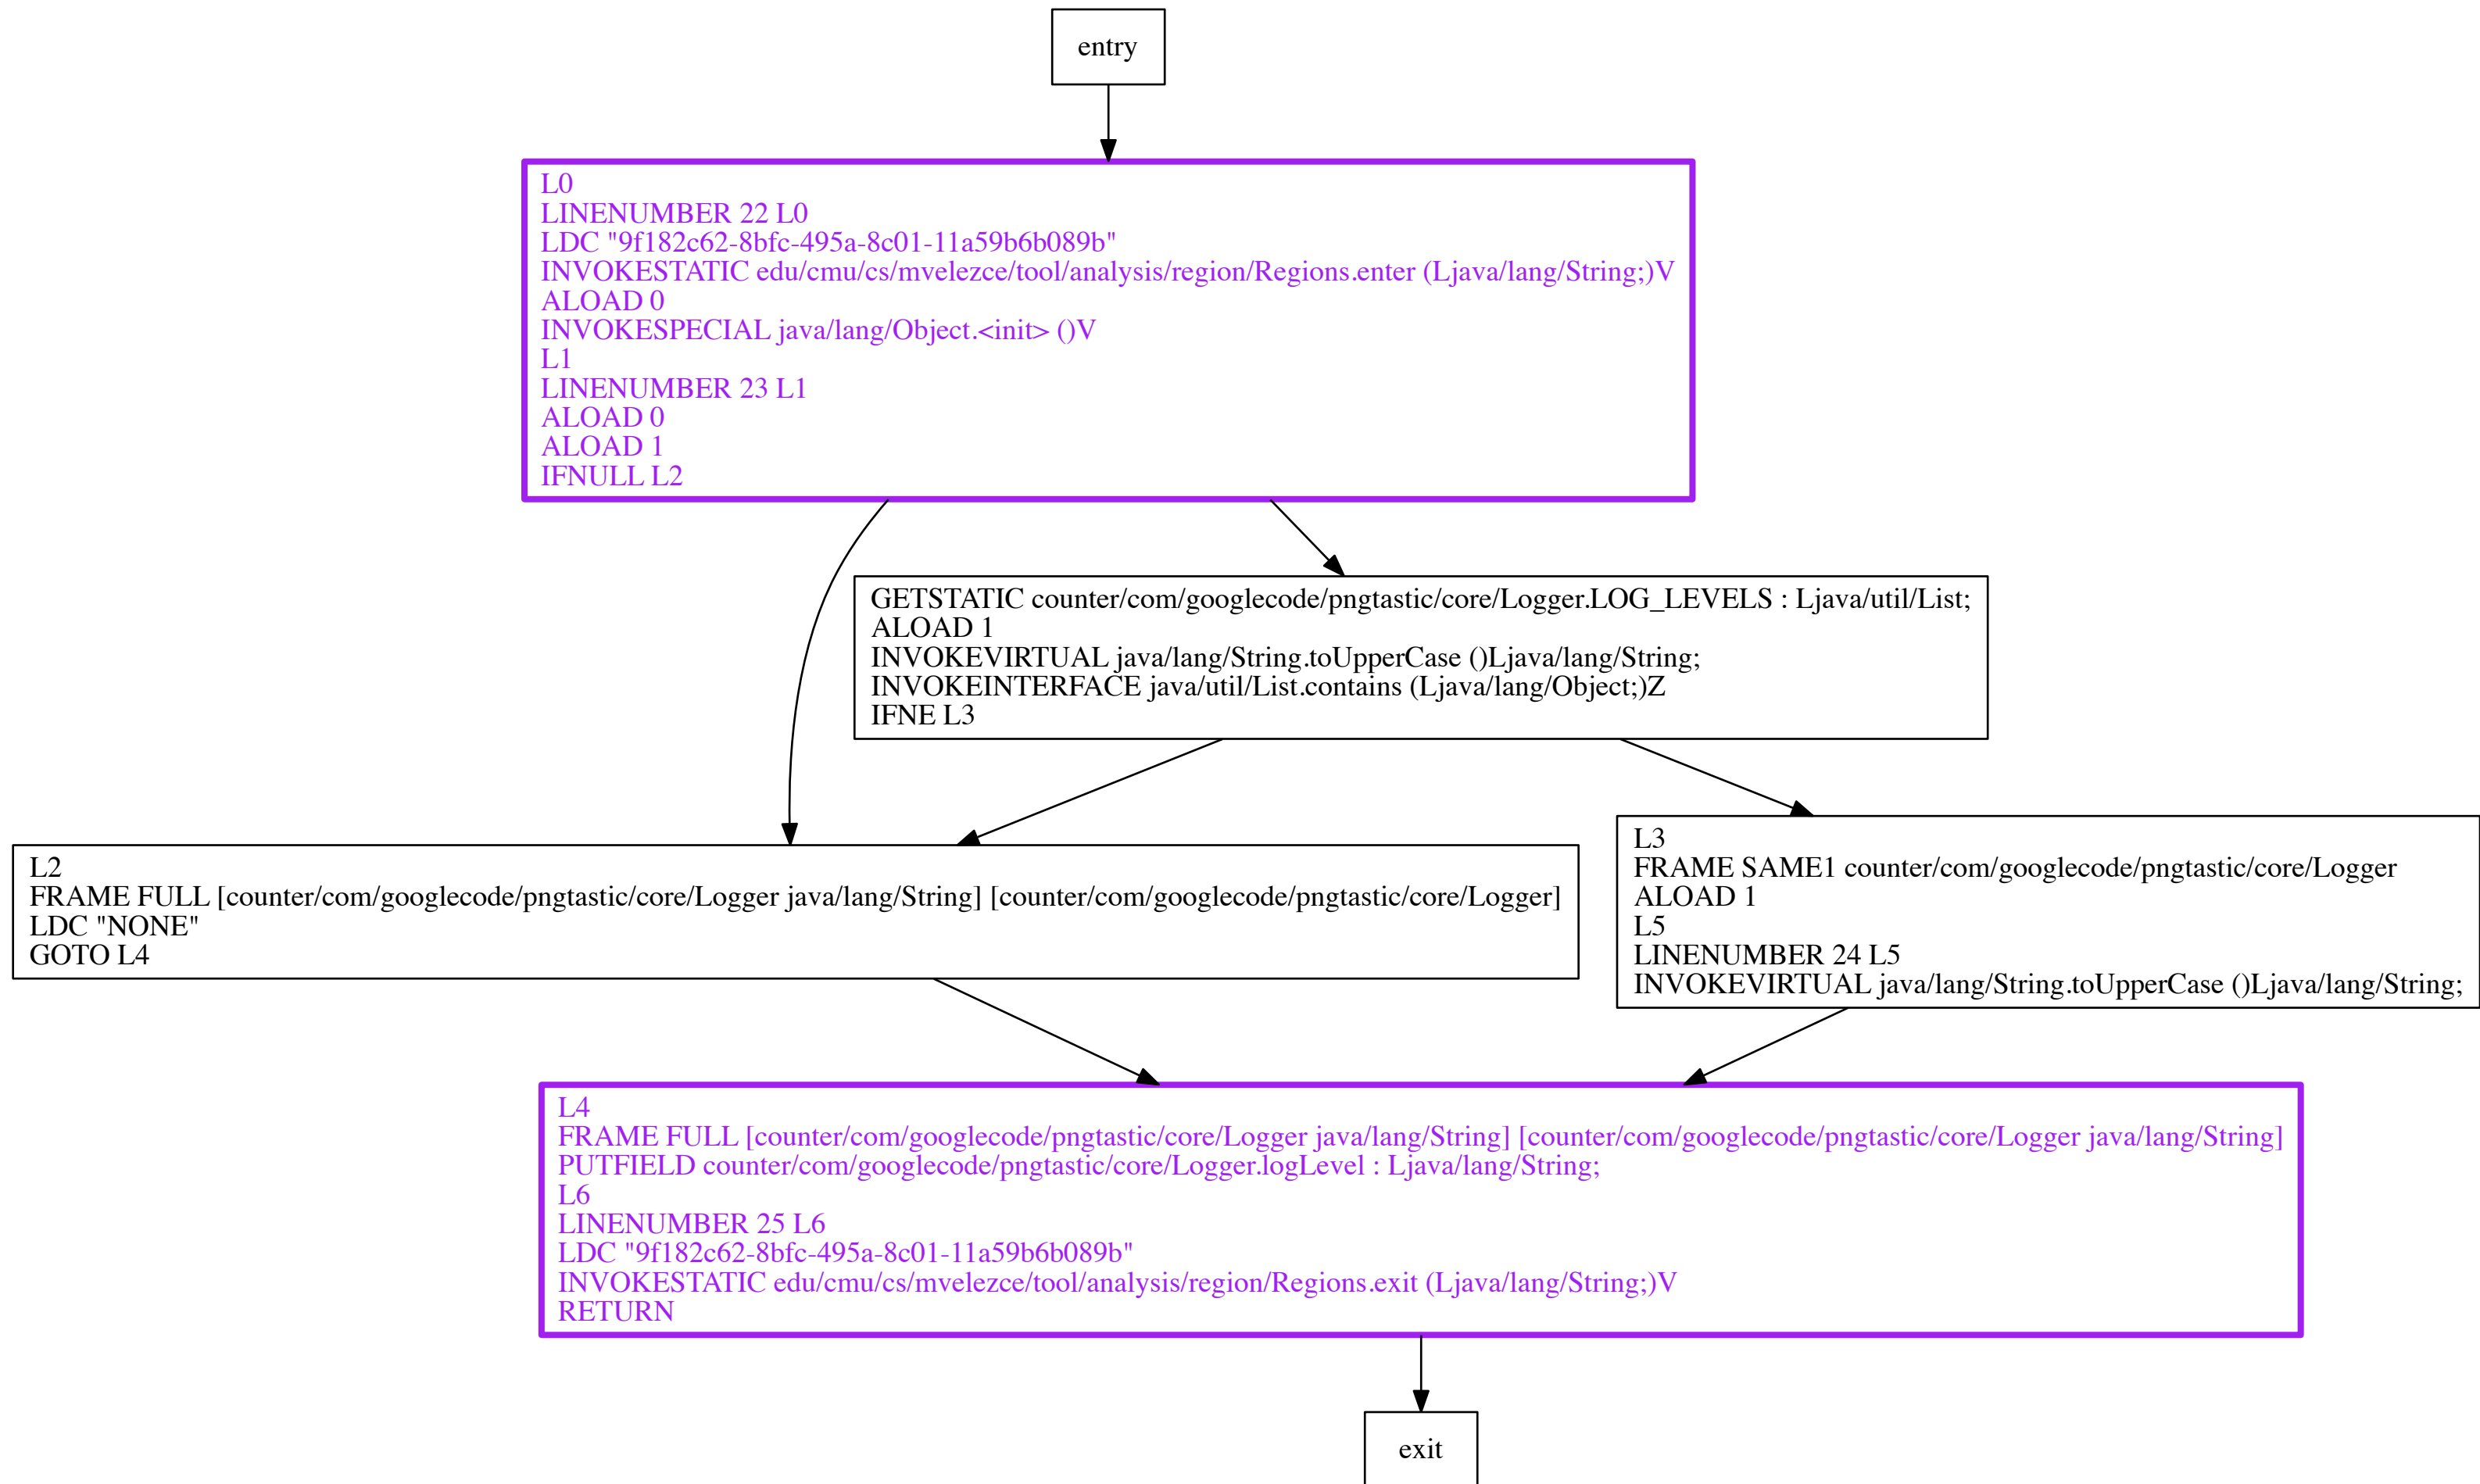 entry
L0
LINENUMBER 22 L0
LDC "9f182c62-8bfc-495a-8c01-11a59b6b089b"
INVOKESTATIC edu/cmu/cs/mvelezce/tool/analysis/region/Regions.enter (Ljava/lang/String;)V
ALOAD 0
INVOKESPECIAL java/lang/Object.<init> ()V
L1
LINENUMBER 23 L1
ALOAD 0
ALOAD 1
IFNULL L2
GETSTATIC counter/com/googlecode/pngtastic/core/Logger.LOG_LEVELS : Ljava/util/List;
ALOAD 1
INVOKEVIRTUAL java/lang/String.toUpperCase ()Ljava/lang/String;
INVOKEINTERFACE java/util/List.contains (Ljava/lang/Object;)Z
IFNE L3
L2
FRAME FULL [counter/com/googlecode/pngtastic/core/Logger java/lang/String] [counter/com/googlecode/pngtastic/core/Logger]
LDC "NONE"
GOTO L4
L3
FRAME SAME1 counter/com/googlecode/pngtastic/core/Logger
ALOAD 1
L5
LINENUMBER 24 L5
INVOKEVIRTUAL java/lang/String.toUpperCase ()Ljava/lang/String;
L4
FRAME FULL [counter/com/googlecode/pngtastic/core/Logger java/lang/String] [counter/com/googlecode/pngtastic/core/Logger java/lang/String]
PUTFIELD counter/com/googlecode/pngtastic/core/Logger.logLevel : Ljava/lang/String;
L6
LINENUMBER 25 L6
LDC "9f182c62-8bfc-495a-8c01-11a59b6b089b"
INVOKESTATIC edu/cmu/cs/mvelezce/tool/analysis/region/Regions.exit (Ljava/lang/String;)V
RETURN
exit